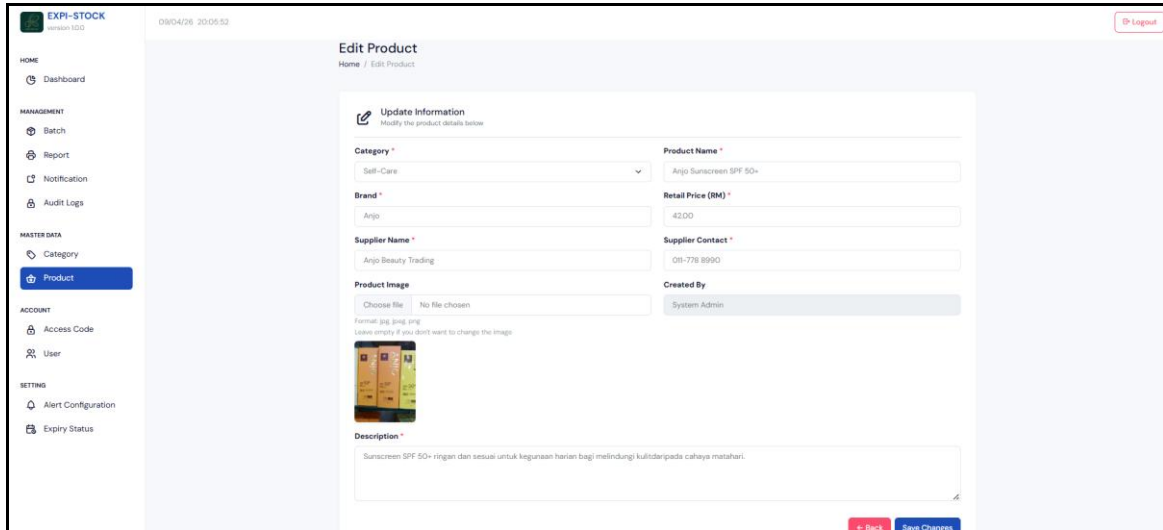 EXPI-STOCK
version 1.0.0
09/04/26 20:05:52
Logout
HOME
Dashboard
MANAGEMENT
Batch
Report
Notification
Audit Logs
MASTER DATA
Category
Product
ACCOUNT
Access Code
User
SETTING
Alert Configuration
Expiry Status
Edit Product
Home / Edit Product
Update Information
Modify the product details below
Category *
Product Name *
Self-Care
Anjo Sunscreen SPF 50+
Brand *
Retail Price (RM) *
Anjo
42.00
Supplier Name *
Supplier Contact *
Anjo Beauty Trading
011-778 8990
Product Image
Created By
Choose file No file chosen
System Admin
Format: jpg, jpeg, png
Leave empty if you don't want to change the image
Description *
Sunscreen SPF 50+ ringan dan sesuai untuk kegunaan harian bagi melindungi kulitdaripada cahaya matahari.
← Back
Save Changes